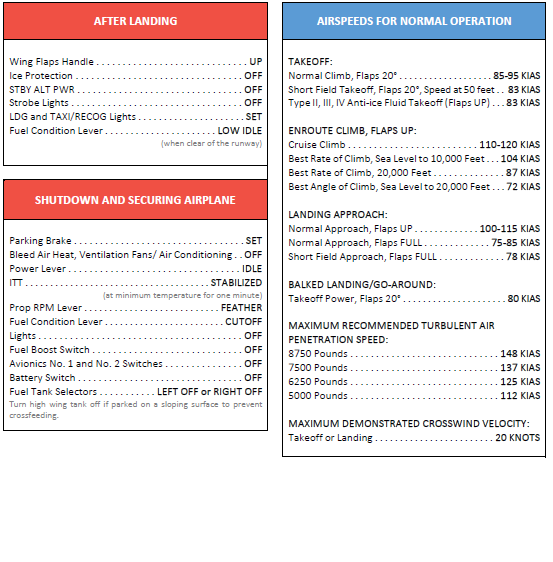 AFTER LANDING
Wing Flaps Handle . . . . . . . . . . . . . . . . . . . . . . . . . . . . UP
Ice Protection . . . . . . . . . . . . . . . . . . . . . . . . . . . . . . . OFF
STBY ALT PWR . . . . . . . . . . . . . . . . . . . . . . . . . . . . . . . OFF
Strobe Lights . . . . . . . . . . . . . . . . . . . . . . . . . . . . . . . . OFF
LDG and TAXI/RECOG Lights . . . . . . . . . . . . . . . . . . . . SET
Fuel Condition Lever . . . . . . . . . . . . . . . . . . . . . LOW IDLE
(when clear of the runway)
SHUTDOWN AND SECURING AIRPLANE
Parking Brake . . . . . . . . . . . . . . . . . . . . . . . . . . . . . . . SET
Bleed Air Heat, Ventilation Fans/ Air Conditioning . . OFF
Power Lever . . . . . . . . . . . . . . . . . . . . . . . . . . . . . . . . IDLE
ITT . . . . . . . . . . . . . . . . . . . . . . . . . . . . . . . . . STABILIZED
(at minimum temperature for one minute)
Prop RPM Lever . . . . . . . . . . . . . . . . . . . . . . . . . FEATHER
Fuel Condition Lever . . . . . . . . . . . . . . . . . . . . . . CUTOFF
Lights . . . . . . . . . . . . . . . . . . . . . . . . . . . . . . . . . . . . . . OFF
Fuel Boost Switch . . . . . . . . . . . . . . . . . . . . . . . . . . . . OFF
Avionics No. 1 and No. 2 Switches . . . . . . . . . . . . . . . OFF
Battery Switch . . . . . . . . . . . . . . . . . . . . . . . . . . . . . . . OFF
Fuel Tank Selectors . . . . . . . . . . . LEFT OFF or RIGHT OFF
Turn high wing tank off if parked on a sloping surface to prevent
crossfeeding.
AIRSPEEDS FOR NORMAL OPERATION
TAKEOFF:
Normal Climb, Flaps 20° . . . . . . . . . . . . . . . . . . 85-95 KIAS
Short Field Takeoff, Flaps 20°, Speed at 50 feet . . 83 KIAS
Type II, III, IV Anti-ice Fluid Takeoff (Flaps UP) . . . 83 KIAS
ENROUTE CLIMB, FLAPS UP:
Cruise Climb . . . . . . . . . . . . . . . . . . . . . . . . . 110-120 KIAS
Best Rate of Climb, Sea Level to 10,000 Feet . . . 104 KIAS
Best Rate of Climb, 20,000 Feet . . . . . . . . . . . . . . 87 KIAS
Best Angle of Climb, Sea Level to 20,000 Feet . . . 72 KIAS
LANDING APPROACH:
Normal Approach, Flaps UP . . . . . . . . . . . . 100-115 KIAS
Normal Approach, Flaps FULL . . . . . . . . . . . . . 75-85 KIAS
Short Field Approach, Flaps FULL . . . . . . . . . . . . . 78 KIAS
BALKED LANDING/GO-AROUND:
Takeoff Power, Flaps 20° . . . . . . . . . . . . . . . . . . . . 80 KIAS
MAXIMUM RECOMMENDED TURBULENT AIR
PENETRATION SPEED:
8750 Pounds . . . . . . . . . . . . . . . . . . . . . . . . . . . . 148 KIAS
7500 Pounds . . . . . . . . . . . . . . . . . . . . . . . . . . . . 137 KIAS
6250 Pounds . . . . . . . . . . . . . . . . . . . . . . . . . . . . 125 KIAS
5000 Pounds . . . . . . . . . . . . . . . . . . . . . . . . . . . . 112 KIAS
MAXIMUM DEMONSTRATED CROSSWIND VELOCITY:
Takeoff or Landing . . . . . . . . . . . . . . . . . . . . . . . 20 KNOTS